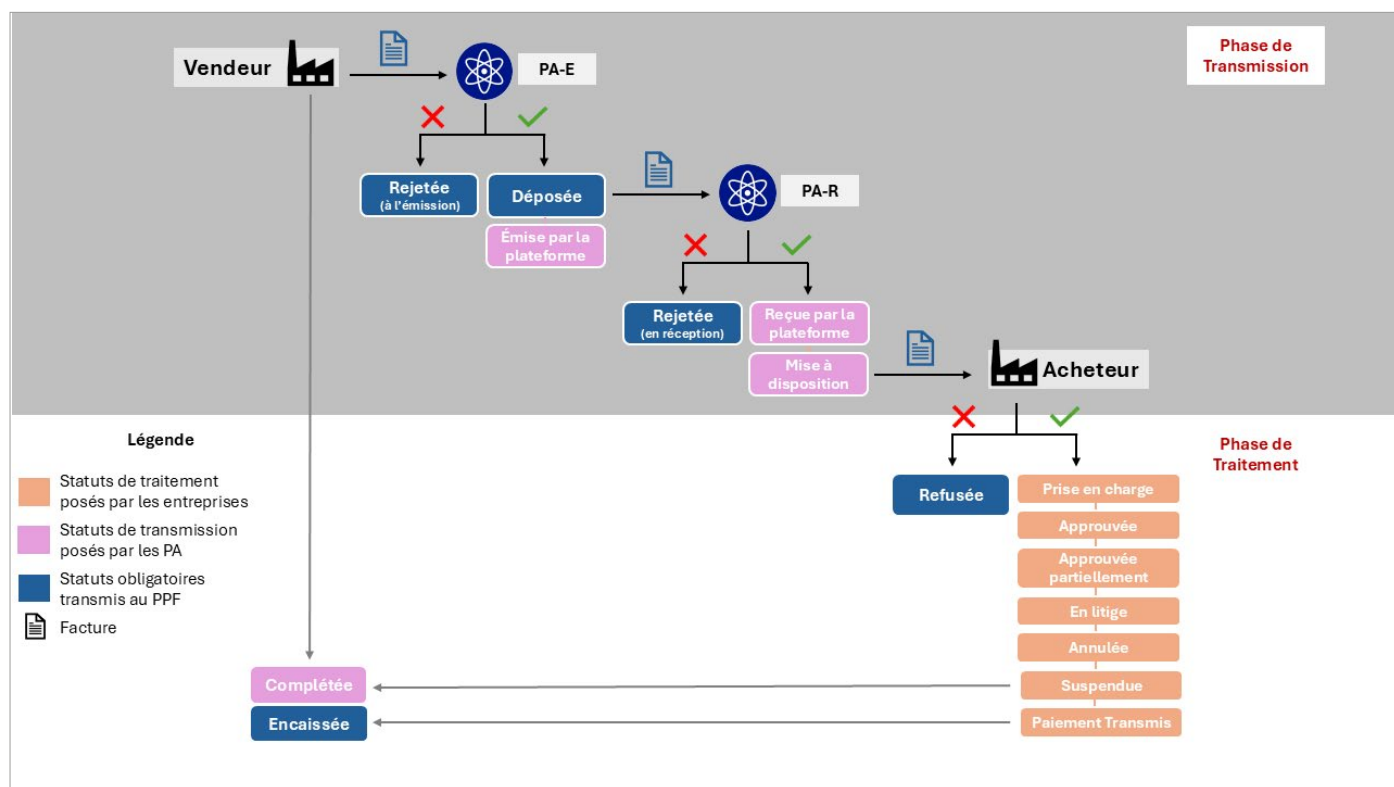 Phase de
Transmission
Vendeur
PA-E
Rejetée
(à l'émission)
Déposée
Émise par la
plateforme
PA-R
Rejetée
(en réception)
Reçue par la
plateforme
Mise à
disposition
Acheteur
Phase de
Traitement
Légende
Statuts de traitement
posés par les entreprises
Statuts de transmission
posés par les PA
Statuts obligatoires
transmis au PPF
Facture
Refusée
Prise en charge
Approuvée
Approuvée
partiellement
En litige
Annulée
Suspendue
Paiement Transmis
Complétée
Encaissée